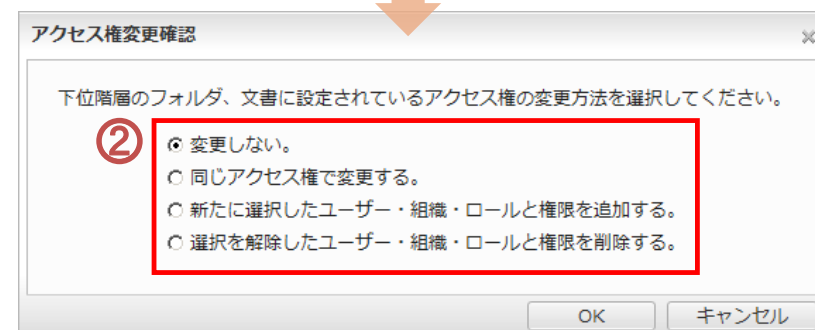 アクセス権変更確認
下位階層のフォルダ、文書に設定されているアクセス権の変更方法を選択してください。
②
変更しない。
同じアクセス権で変更する。
新たに選択したユーザー・組織・ロールと権限を追加する。
選択を解除したユーザー・組織・ロールと権限を削除する。
OK キャンセル